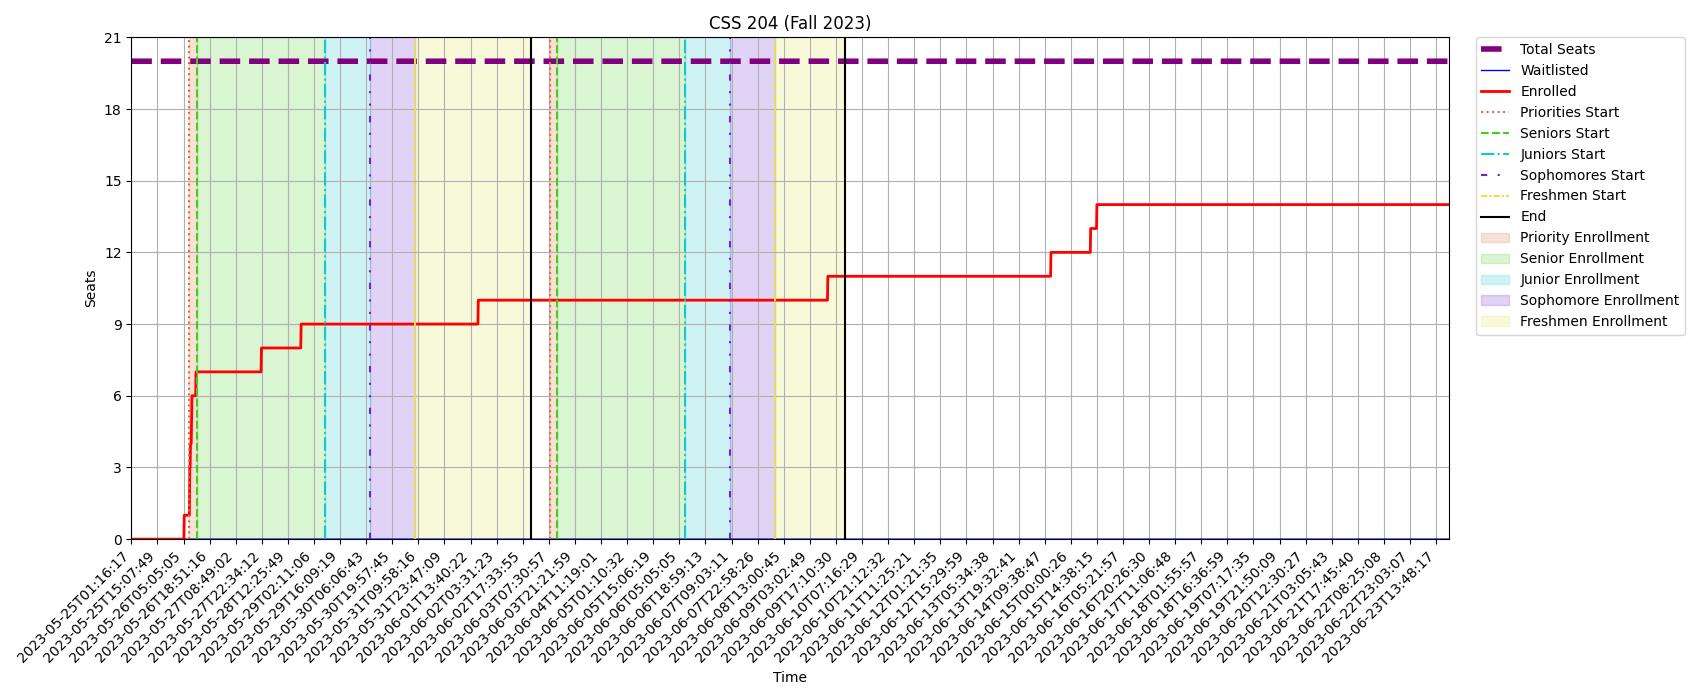 CSS 204 (Fall 2023)
Seats
21
18
15
12
9
6
3
0
2023-05-25T01:16:17
2023-05-25T15:07:49
2023-05-26T05:05:05
2023-05-26T18:51:16
2023-05-27T08:49:02
2023-05-27T22:34:12
2023-05-28T12:25:49
2023-05-29T02:11:06
2023-05-29T16:09:19
2023-05-30T06:06:43
2023-05-30T19:57:45
2023-05-31T09:58:16
2023-05-31T23:47:09
2023-06-01T13:40:22
2023-06-02T03:31:23
2023-06-02T17:33:55
2023-06-03T07:30:57
2023-06-03T21:21:59
2023-06-04T11:19:01
2023-06-05T01:10:32
2023-06-05T15:06:19
2023-06-06T05:05:05
2023-06-06T18:59:13
2023-06-07T09:03:11
2023-06-07T22:58:26
2023-06-08T13:00:45
2023-06-09T03:02:49
2023-06-09T17:10:30
2023-06-10T07:16:29
2023-06-10T21:12:32
2023-06-11T11:25:21
2023-06-12T01:21:35
2023-06-12T15:29:59
2023-06-13T05:34:38
2023-06-13T19:32:41
2023-06-14T09:38:47
2023-06-15T00:00:26
2023-06-15T14:38:15
2023-06-16T05:21:57
2023-06-16T20:26:30
2023-06-17T11:06:48
2023-06-18T01:55:57
2023-06-18T16:36:59
2023-06-19T07:17:35
2023-06-19T21:50:09
2023-06-20T12:30:27
2023-06-21T03:05:43
2023-06-21T17:45:40
2023-06-22T08:25:08
2023-06-22T23:03:07
2023-06-23T13:48:17
Time
Total Seats
Waitlisted
Enrolled
Priorities Start
Seniors Start
Juniors Start
Sophomores Start
Freshmen Start
End
Priority Enrollment
Senior Enrollment
Junior Enrollment
Sophomore Enrollment
Freshmen Enrollment